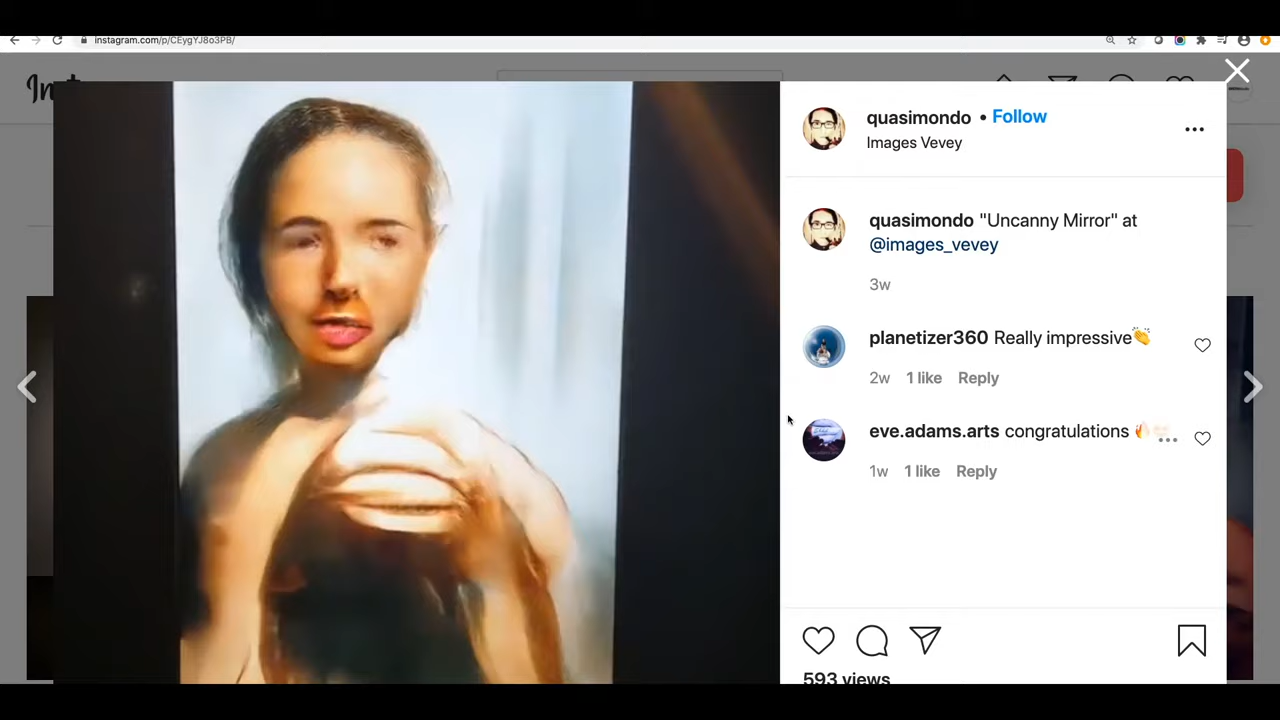 instagram.com/p/CEygYJ8o3PB/
quasimondo • Follow
Images Vevey
quasimondo "Uncanny Mirror" at
@images_vevey
3w
planetizer360 Really impressive👏
2w 1 like Reply
eve.adams.arts congratulations
1w 1 like Reply
593 views